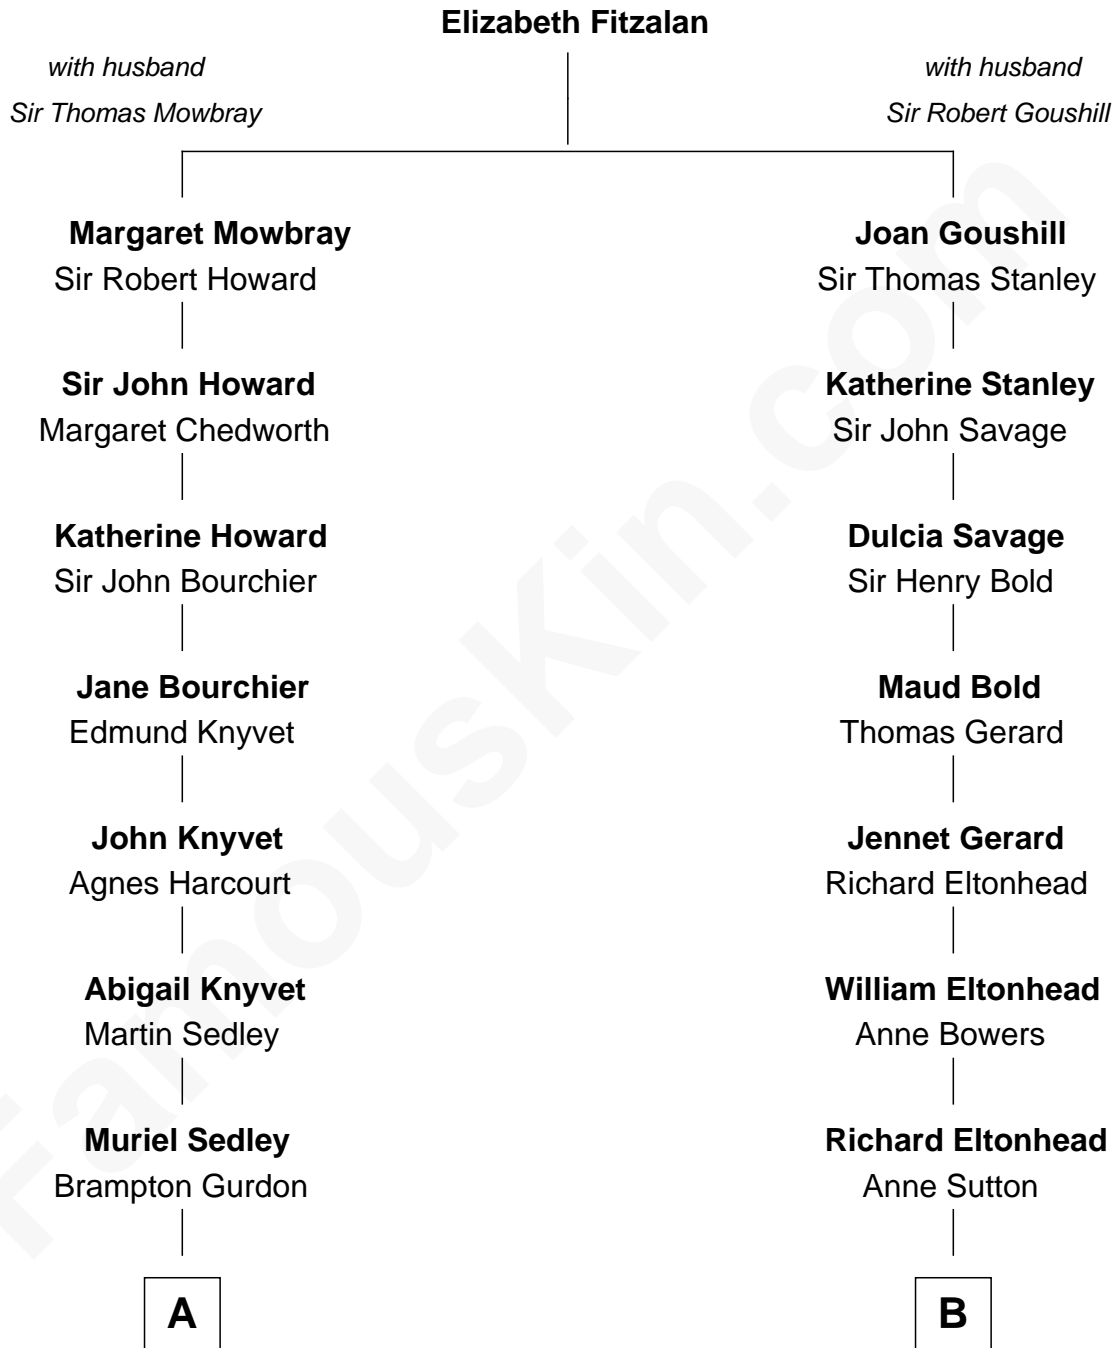 Elizabeth Fitzalan
with husband
Sir Thomas Mowbray
with husband
Sir Robert Goushill
Margaret Mowbray
Sir Robert Howard
Joan Goushill
Sir Thomas Stanley
Sir John Howard
Margaret Chedworth
Katherine Stanley
Sir John Savage
Katherine Howard
Sir John Bourchier
Dulcia Savage
Sir Henry Bold
Jane Bourchier
Edmund Knyvet
Maud Bold
Thomas Gerard
John Knyvet
Agnes Harcourt
Jennet Gerard
Richard Eltonhead
Abigail Knyvet
Martin Sedley
William Eltonhead
Anne Bowers
Muriel Sedley
Brampton Gurdon
Richard Eltonhead
Anne Sutton
A
B
FamousKin.com